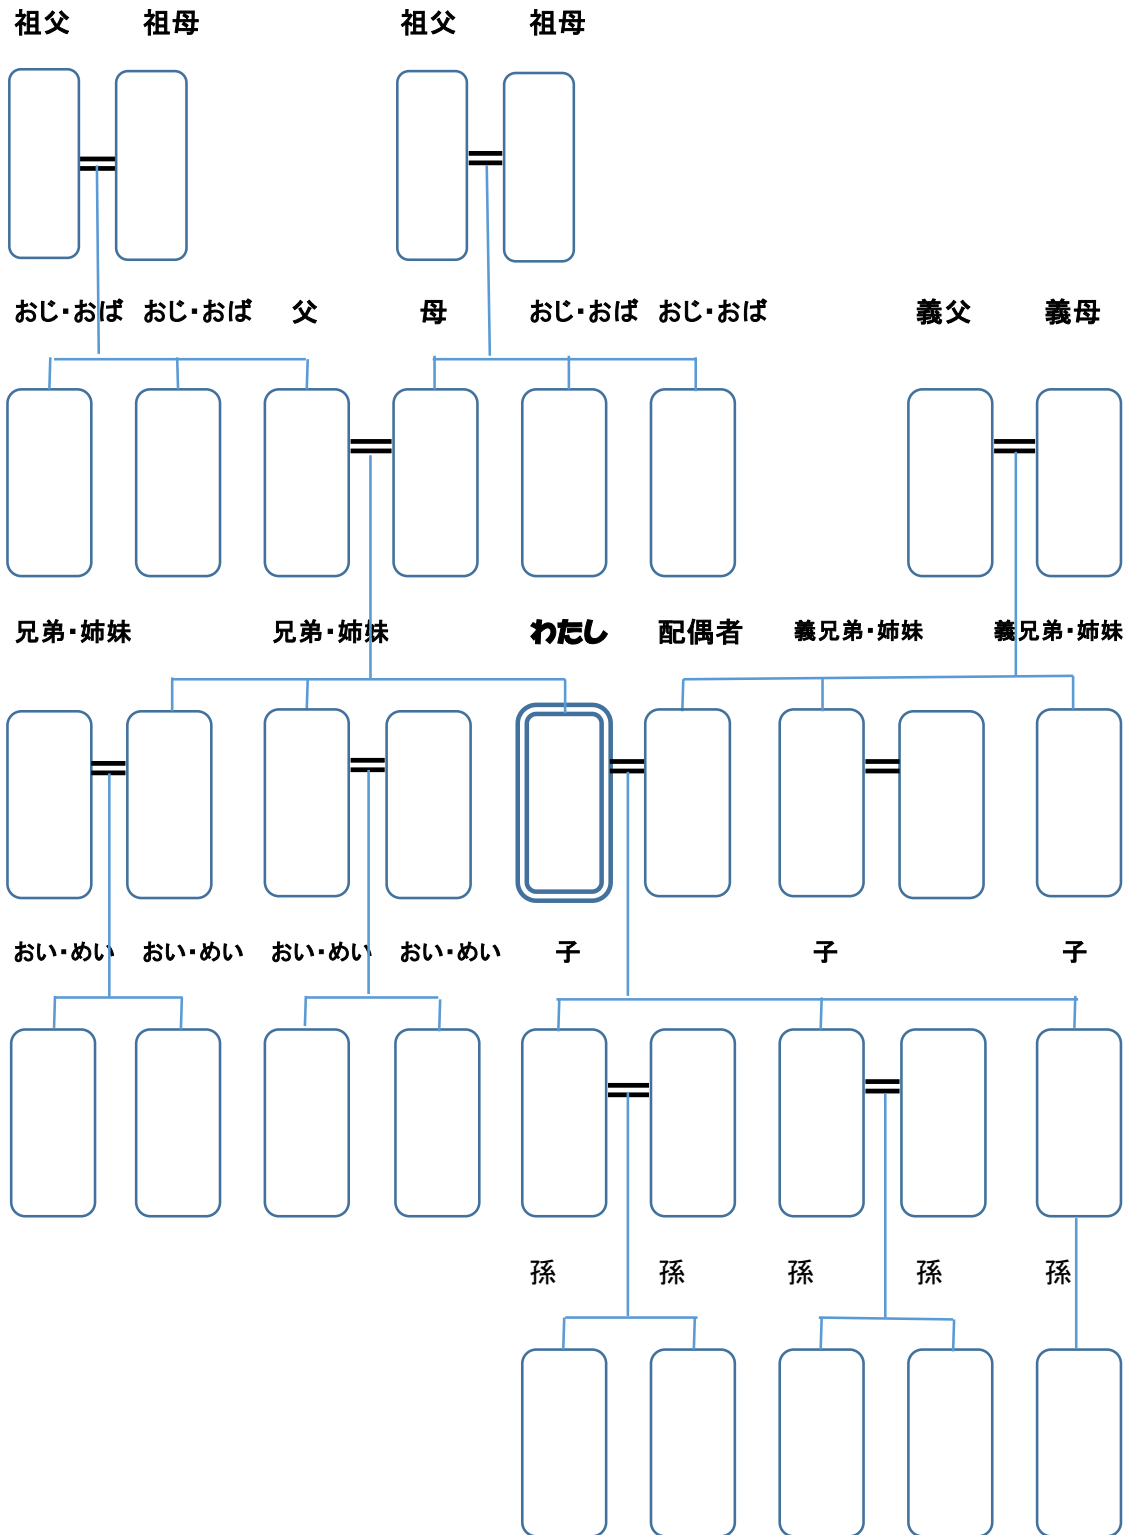 祖父 祖母 祖父 祖母
おじ・おば おじ・おば 父 母 おじ・おば おじ・おば 義父 義母
兄弟・姉妹 兄弟・姉妹 わたし 配偶者 義兄弟・姉妹 義兄弟・姉妹
おい・めい おい・めい おい・めい おい・めい 子 子 子
孫 孫 孫 孫 孫